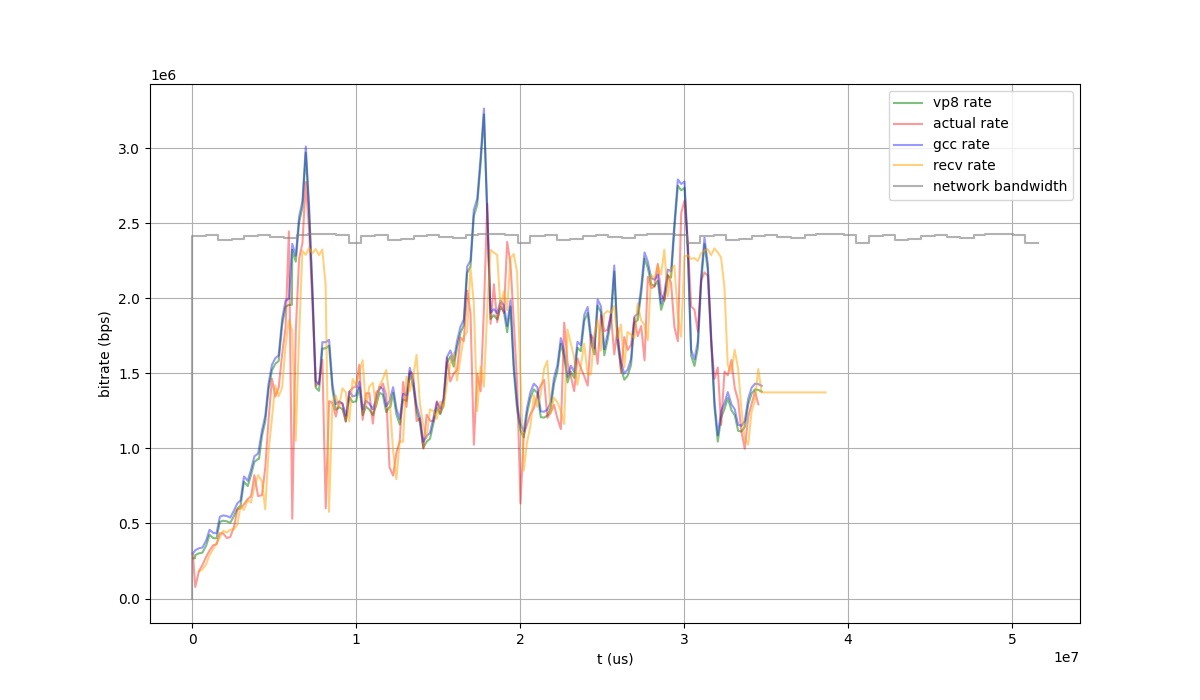 1e6
bitrate (bps)
3.0
2.5
2.0
1.5
1.0
0.5
0.0
vp8 rate
actual rate
gcc rate
recv rate
network bandwidth
0 1 2 3 4 5
t (us)
1e7